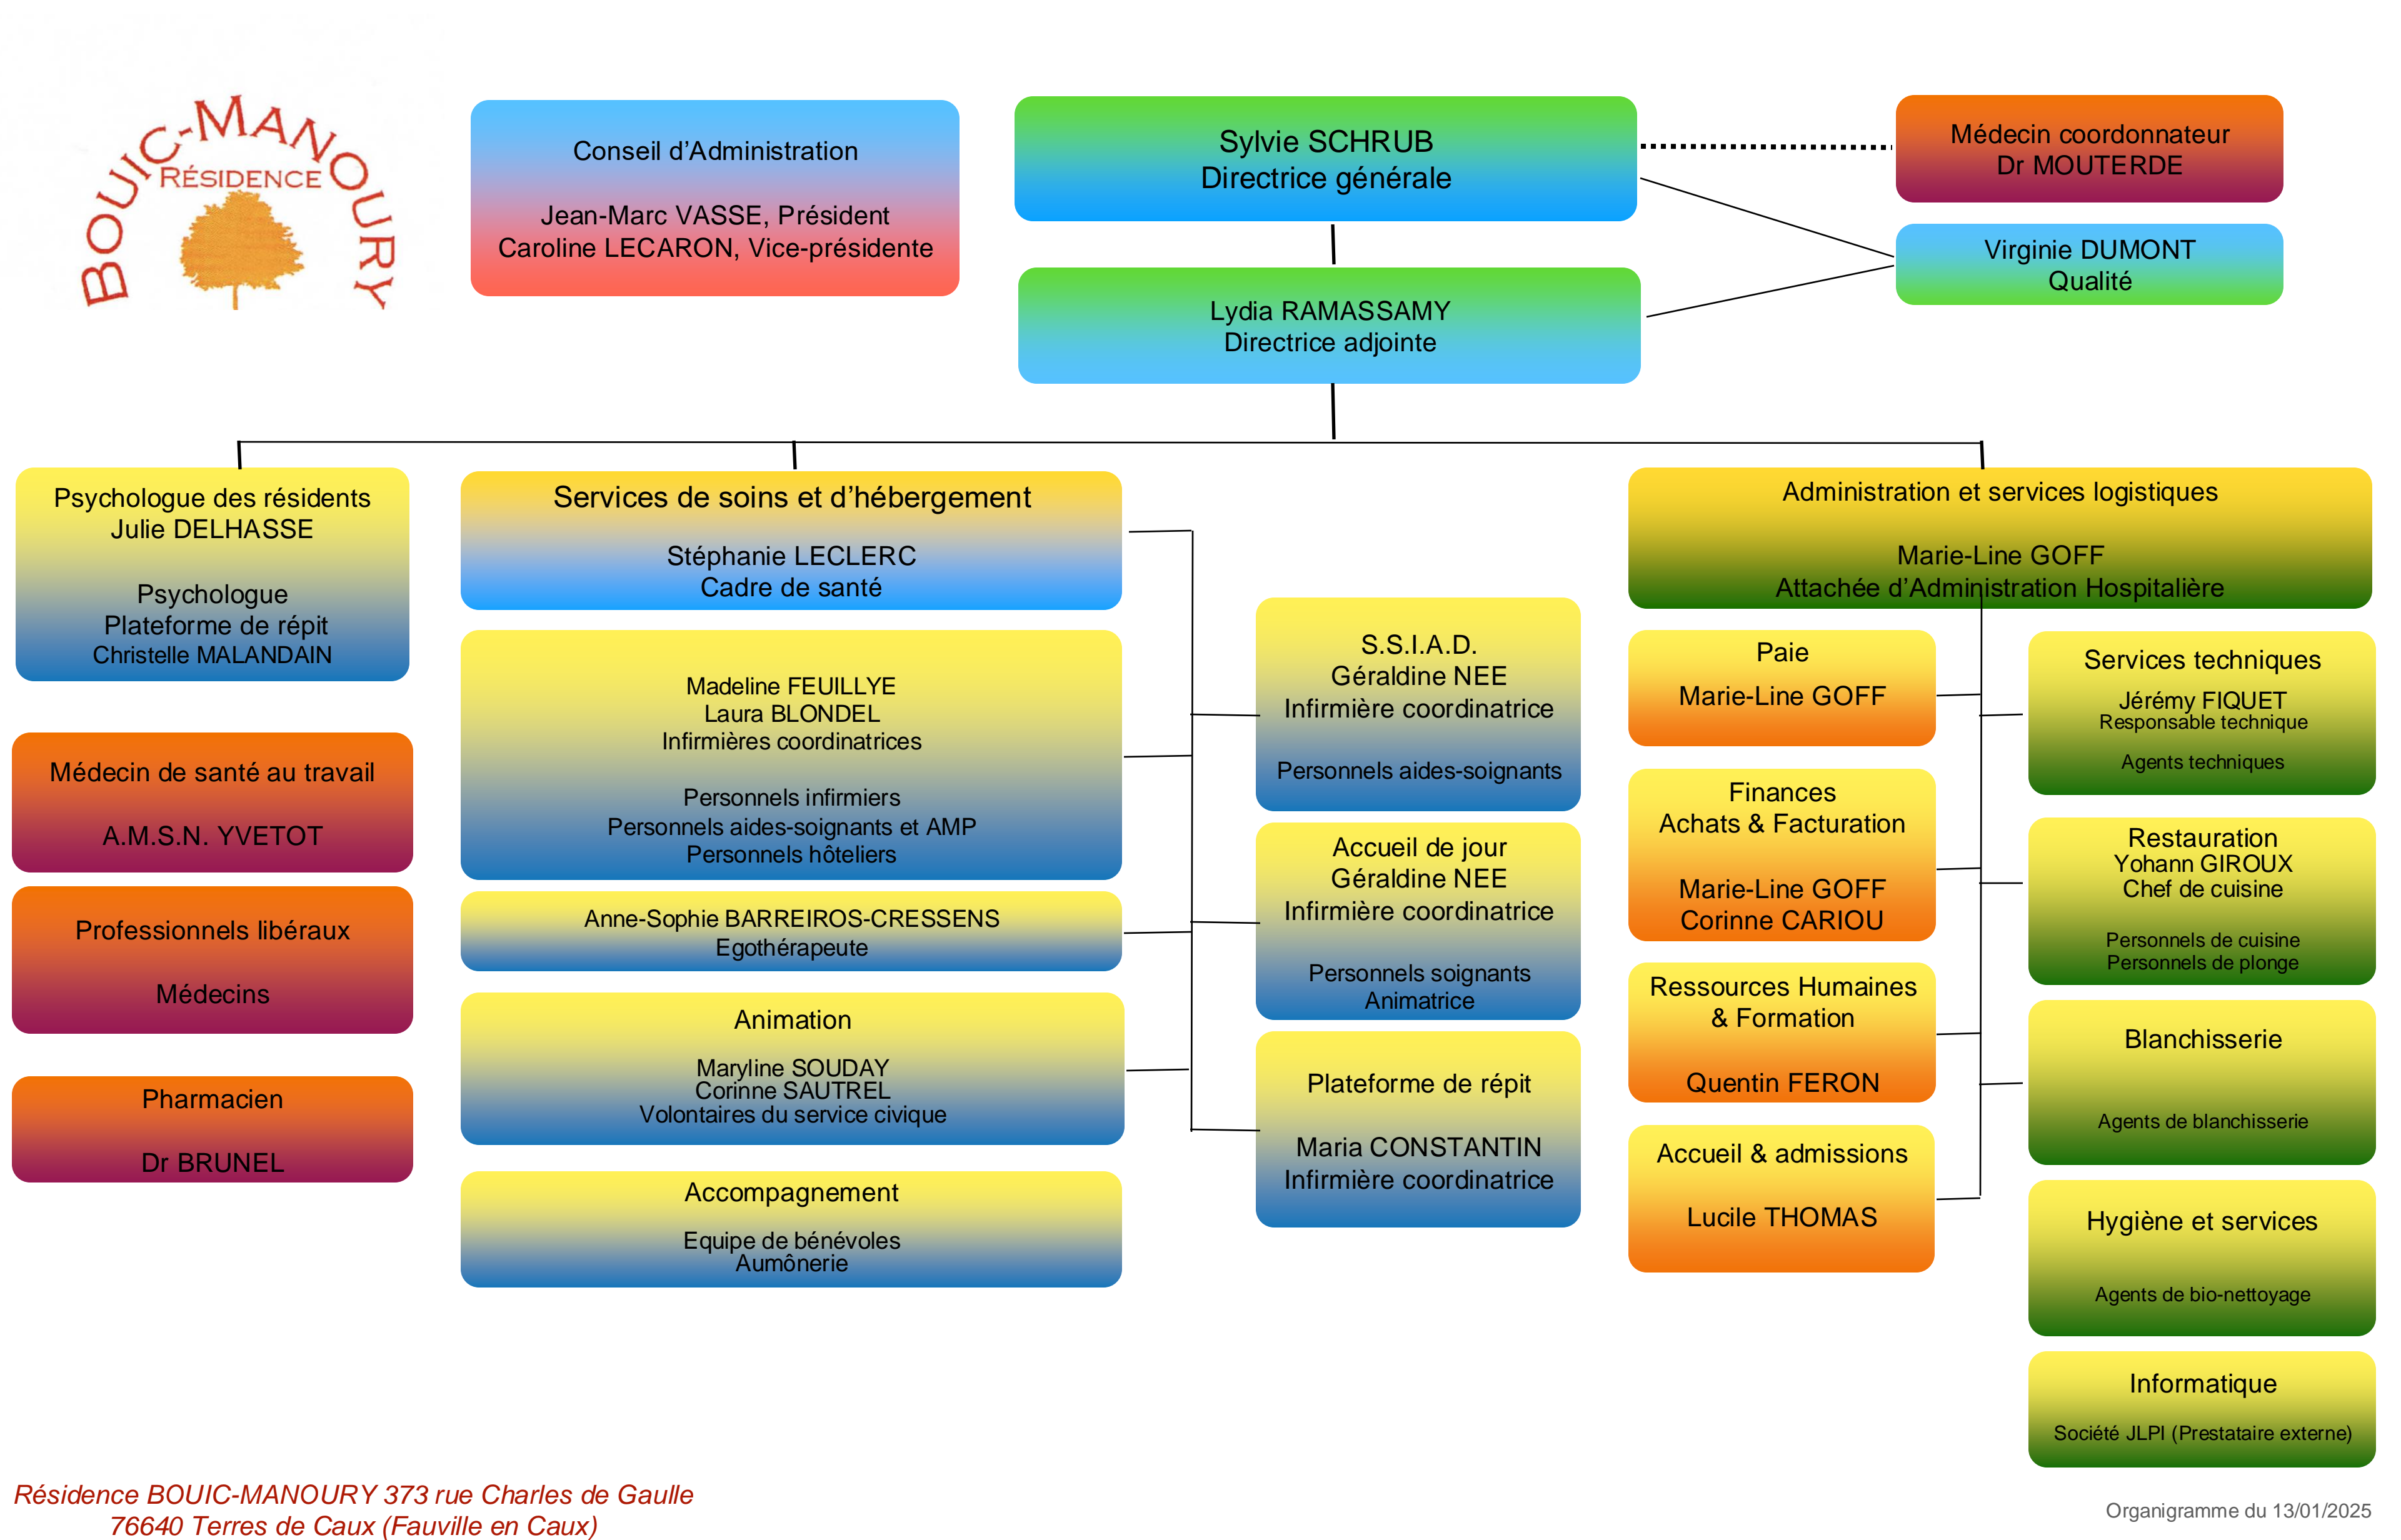 BOUIC-MANOURY
RÉSIDENCE
Conseil d’Administration
Jean-Marc VASSE, Président
Caroline LECARON, Vice-présidente
Sylvie SCHRUB
Directrice générale
Médecin coordonnateur
Dr MOUTERDE
Virginie DUMONT
Qualité
Lydia RAMASSAMY
Directrice adjointe
Psychologue des résidents
Julie DELHASSE
Psychologue
Plateforme de répit
Christelle MALANDAIN
Médecin de santé au travail
A.M.S.N. YVETOT
Professionnels libéraux
Médecins
Pharmacien
Dr BRUNEL
Services de soins et d’hébergement
Stéphanie LECLERC
Cadre de santé
Madeline FEUILLYE
Laura BLONDEL
Infirmières coordinatrices
Personnels infirmiers
Personnels aides-soignants et AMP
Personnels hôteliers
Anne-Sophie BARREIROS-CRESSENS
Egothérapeute
Animation
Maryline SOUDAY
Corinne SAUTREL
Volontaires du service civique
Accompagnement
Equipe de bénévoles
Aumônerie
S.S.I.A.D.
Géraldine NEE
Infirmière coordinatrice
Personnels aides-soignants
Accueil de jour
Géraldine NEE
Infirmière coordinatrice
Personnels soignants
Animatrice
Plateforme de répit
Maria CONSTANTIN
Infirmière coordinatrice
Administration et services logistiques
Marie-Line GOFF
Attachée d’Administration Hospitalière
Paie
Marie-Line GOFF
Finances
Achats & Facturation
Marie-Line GOFF
Corinne CARIOU
Ressources Humaines
& Formation
Quentin FERON
Accueil & admissions
Lucile THOMAS
Services techniques
Jérémy FIQUET
Responsable technique
Agents techniques
Restauration
Yohann GIROUX
Chef de cuisine
Personnels de cuisine
Personnels de plonge
Blanchisserie
Agents de blanchisserie
Hygiène et services
Agents de bio-nettoyage
Informatique
Société JLPI (Prestataire externe)
Résidence BOUIC-MANOURY 373 rue Charles de Gaulle
76640 Terres de Caux (Fauville en Caux)
Organigramme du 13/01/2025